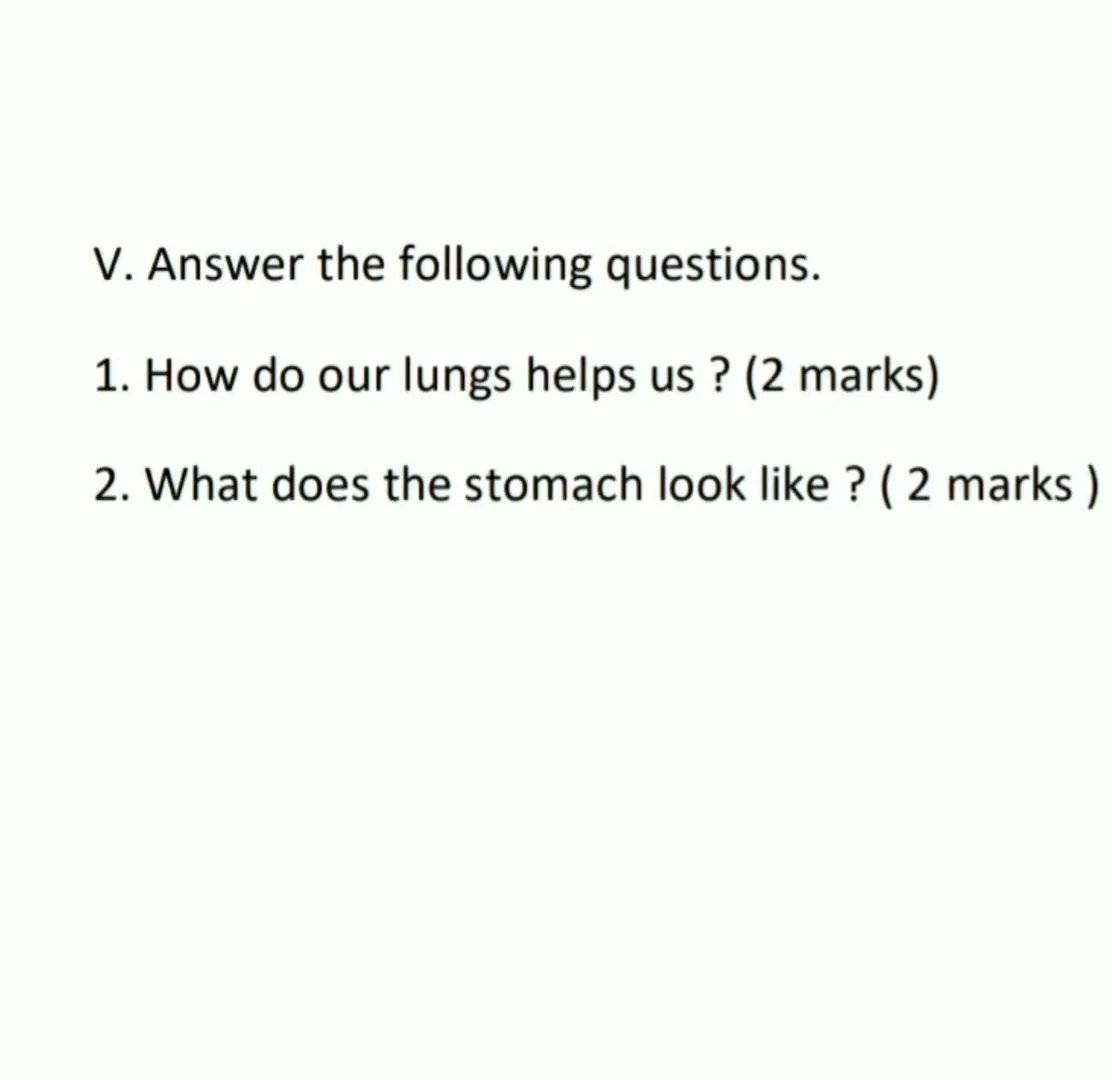 V. Answer the following questions.
1. How do our lungs helps us ? (2 marks)
2. What does the stomach look like ? ( 2 marks )